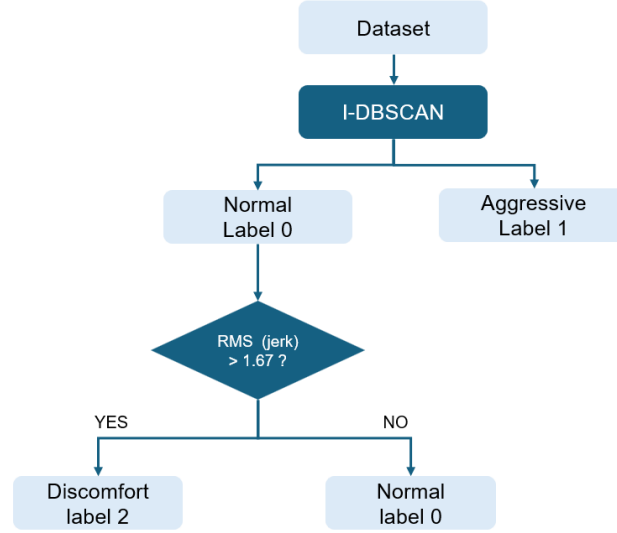 Dataset
I-DBSCAN
Normal
Label 0
Aggressive
Label 1
RMS (jerk)
> 1.67 ?
YES
NO
Discomfort
label 2
Normal
label 0